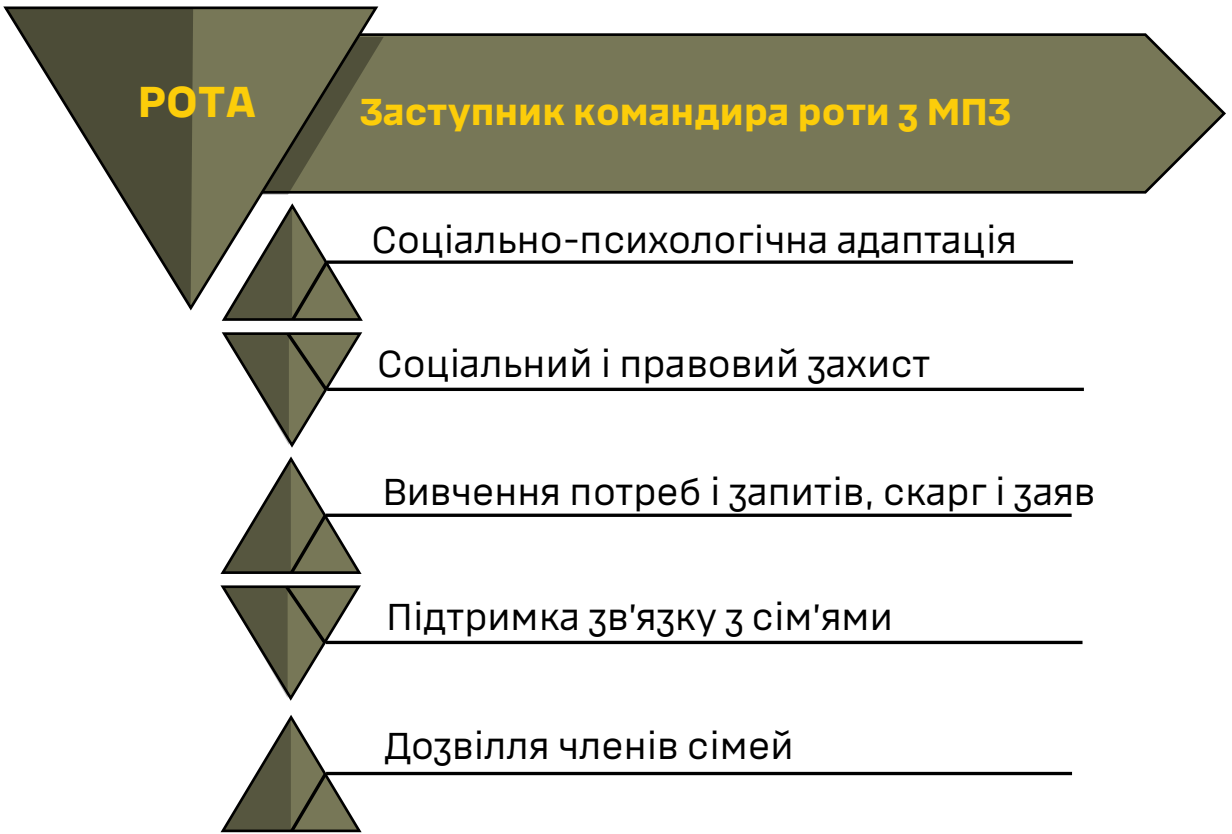 РОТА
Заступник командира роти з МПЗ
Соціально-психологічна адаптація
Соціальний і правовий захист
Вивчення потреб і запитів, скарг і заяв
Підтримка зв'язку з сім'ями
Дозвілля членів сімей